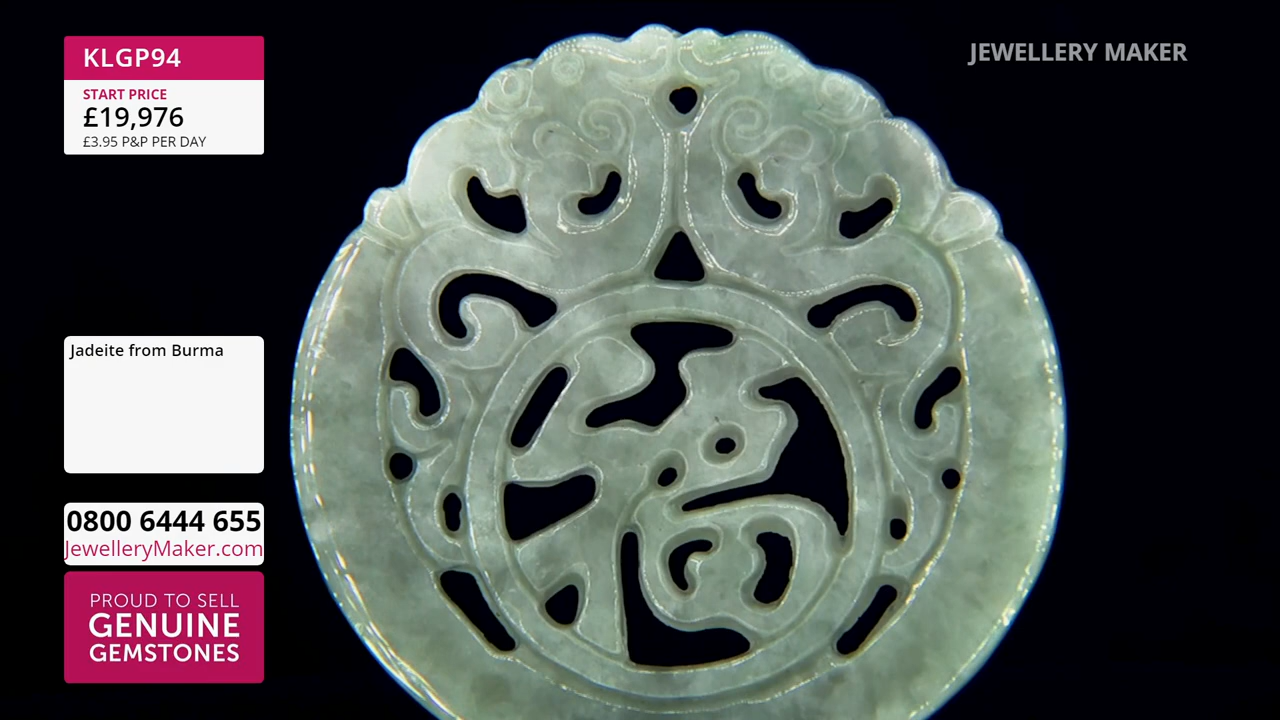 KLGP94
START PRICE
£19,976
£3.95 P&P PER DAY
JEWELLERY MAKER
Jadeite from Burma
0800 6444 655
JewelleryMaker.com
PROUD TO SELL
GENUINE
GEMSTONES